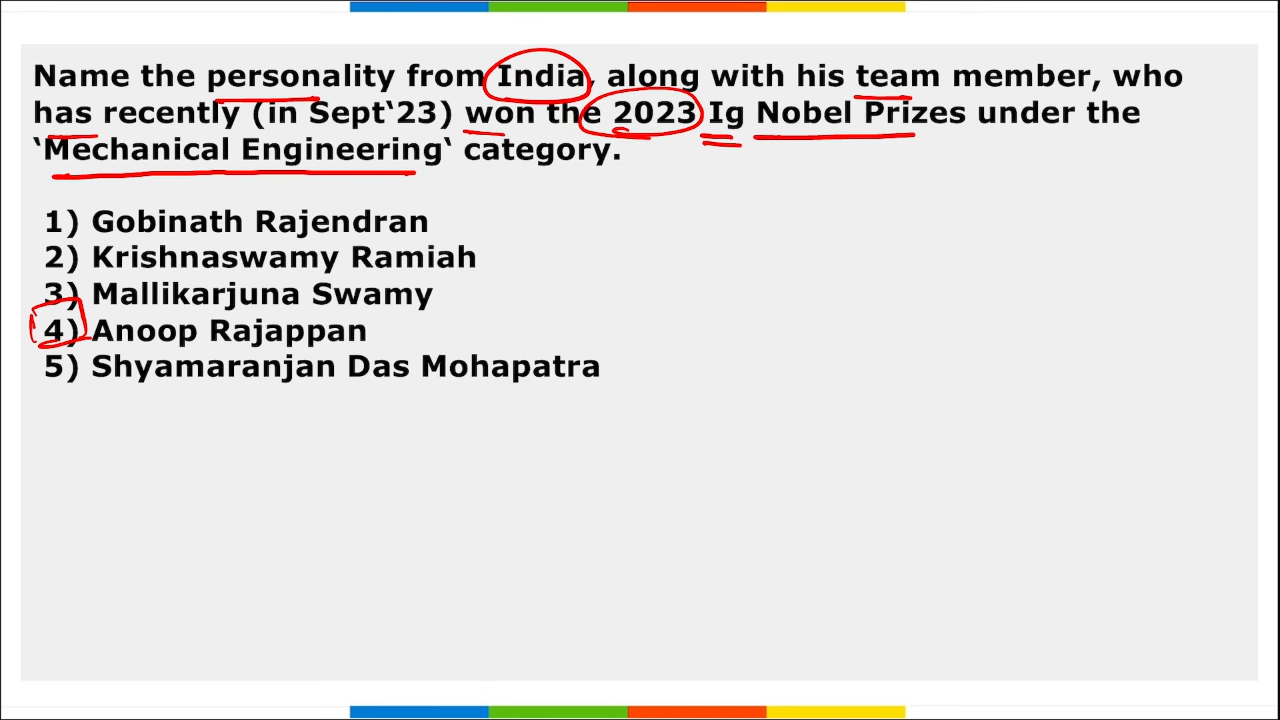 Name the personality from India, along with his team member, who
has recently (in Sept‘23) won the 2023 Ig Nobel Prizes under the
‘Mechanical Engineering‘ category.
1) Gobinath Rajendran
2) Krishnaswamy Ramiah
3) Mallikarjuna Swamy
4) Anoop Rajappan
5) Shyamaranjan Das Mohapatra